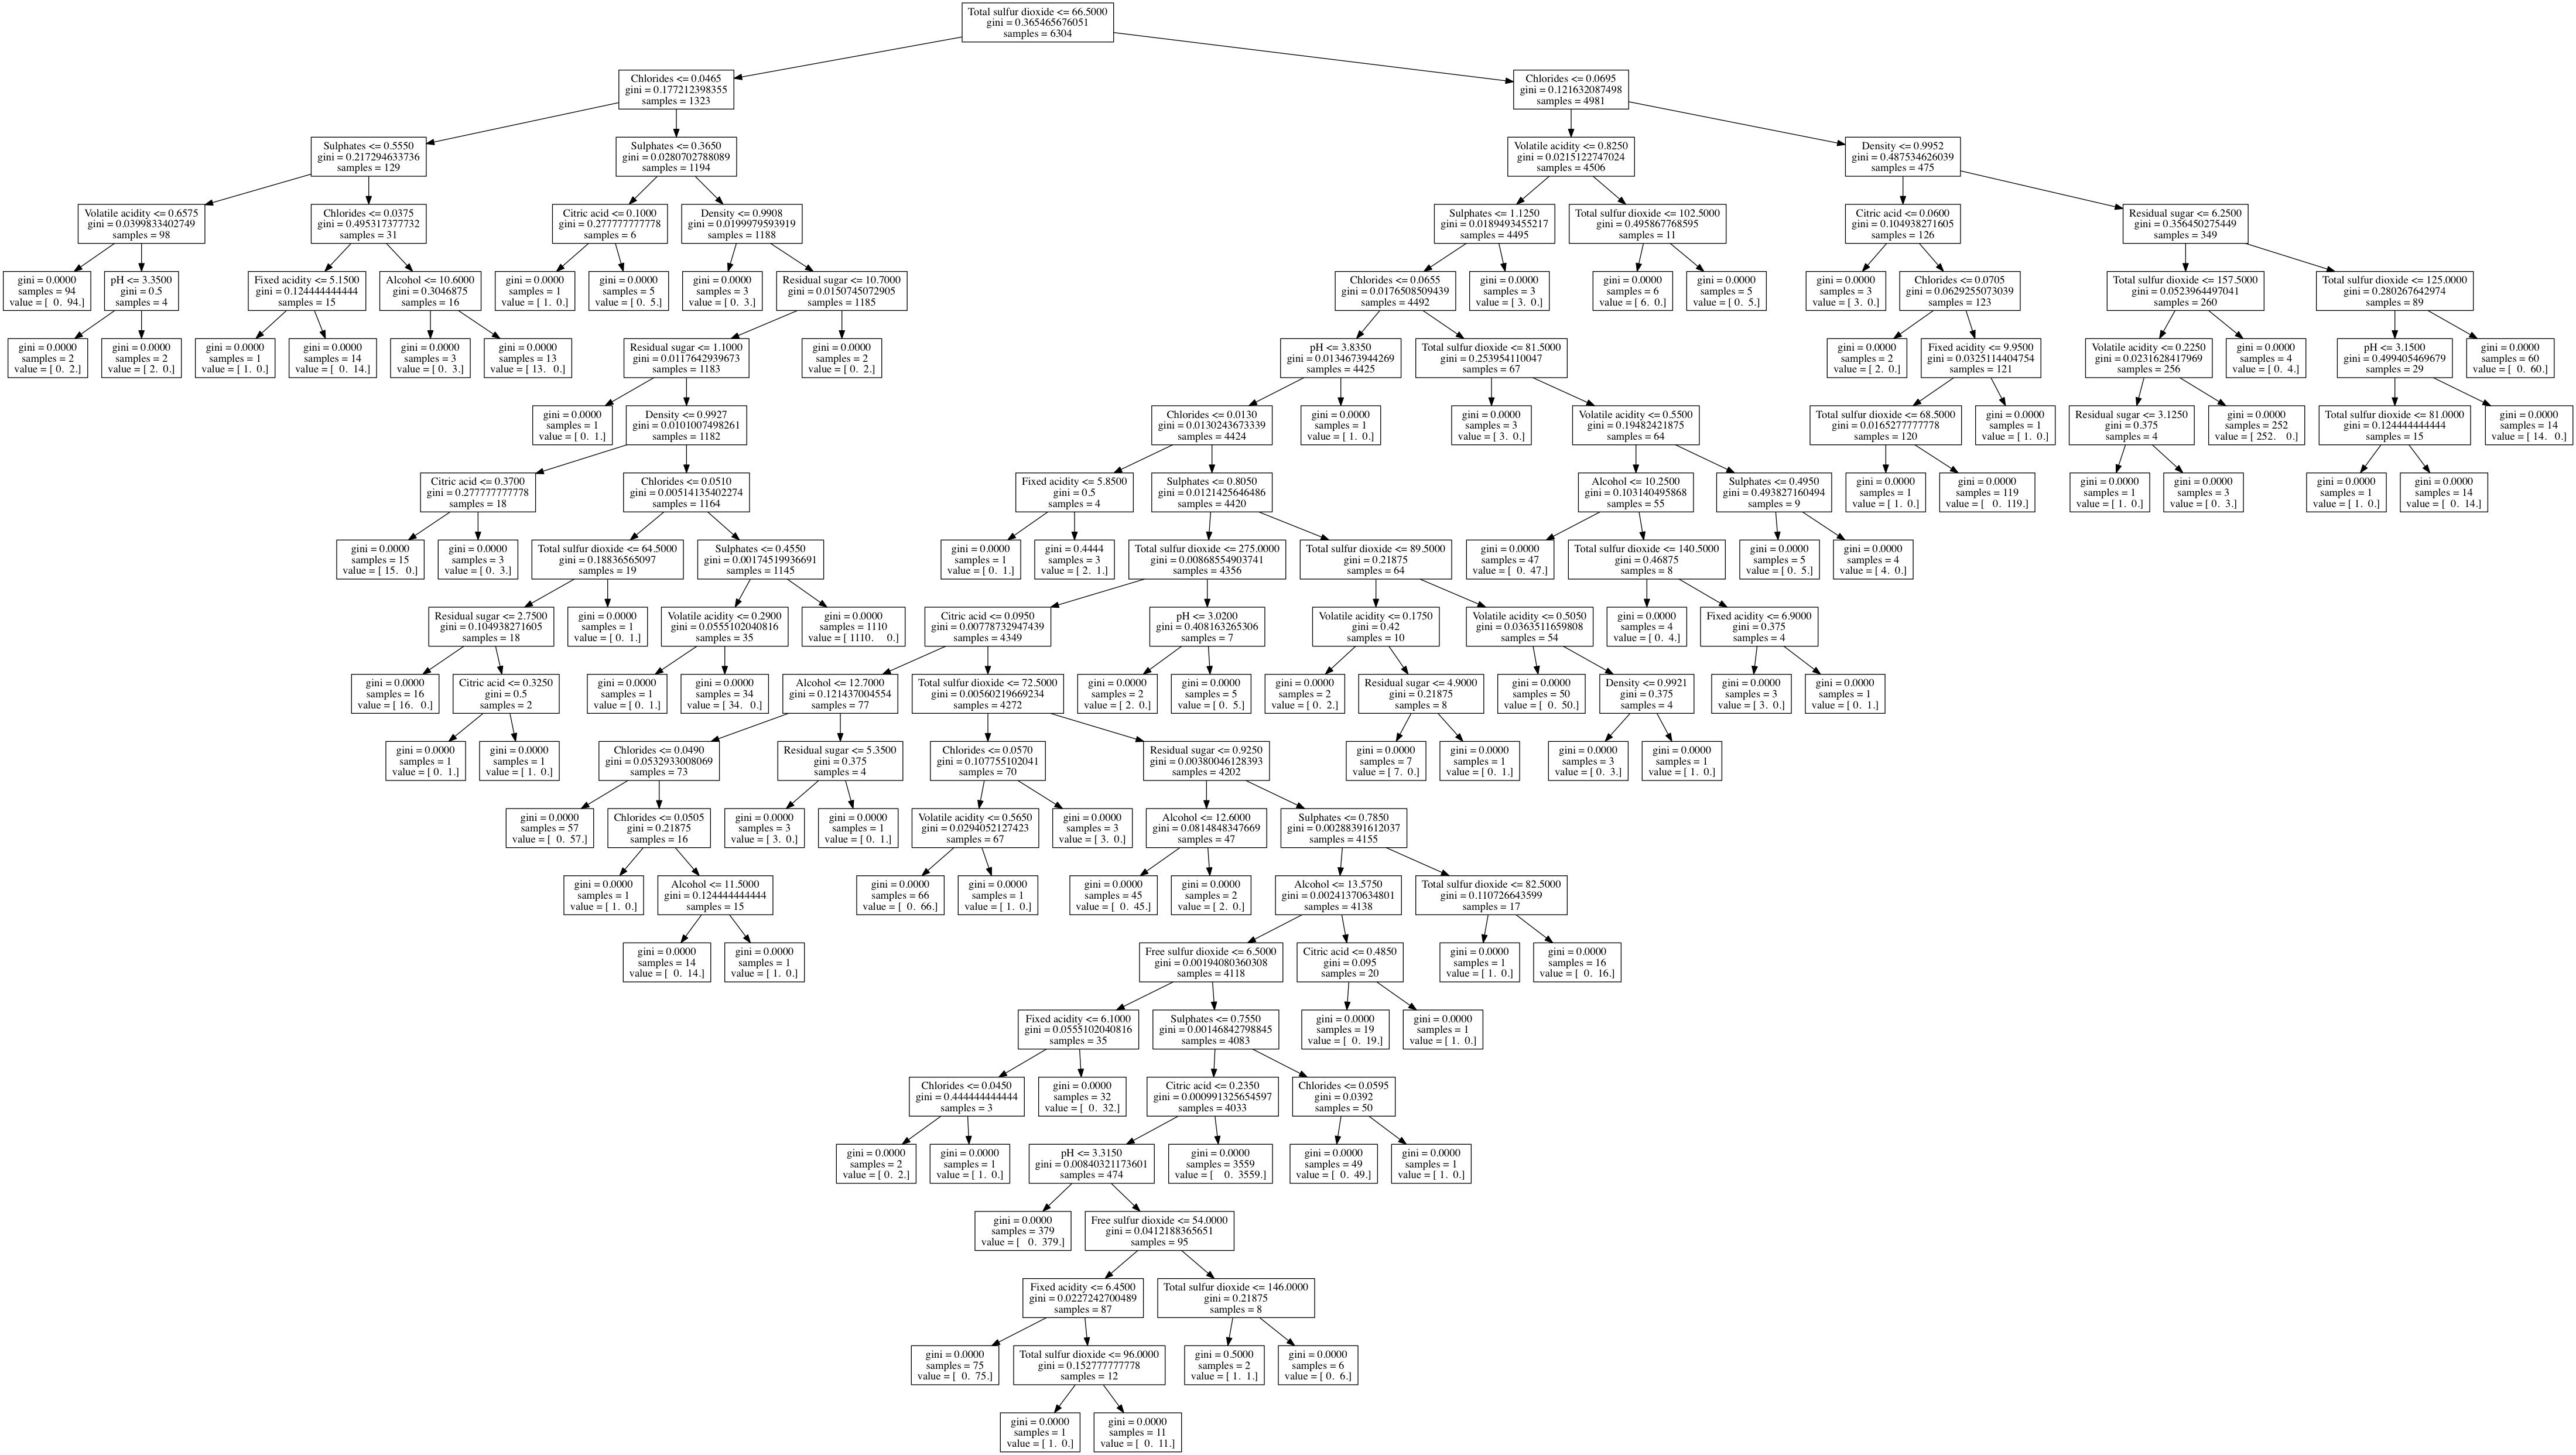 Total sulfur dioxide <= 66.5000
gini = 0.365465676051
samples = 6304
Chlorides <= 0.0465
gini = 0.177212398355
samples = 1323
Chlorides <= 0.0695
gini = 0.121632087498
samples = 4981
Sulphates <= 0.5550
gini = 0.217294633736
samples = 129
Sulphates <= 0.3650
gini = 0.0280702788089
samples = 1194
Volatile acidity <= 0.8250
gini = 0.0215122747024
samples = 4506
Density <= 0.9952
gini = 0.487534626039
samples = 475
Volatile acidity <= 0.6575
gini = 0.0399833402749
samples = 98
Chlorides <= 0.0375
gini = 0.495317377732
samples = 31
Citric acid <= 0.1000
gini = 0.277777777778
samples = 6
Density <= 0.9908
gini = 0.0199979593919
samples = 1188
Sulphates <= 1.1250
gini = 0.0189493455217
samples = 4495
Total sulfur dioxide <= 102.5000
gini = 0.495867768595
samples = 11
Citric acid <= 0.0600
gini = 0.104938271605
samples = 126
Residual sugar <= 6.2500
gini = 0.356450275449
samples = 349
gini = 0.0000
samples = 94
value = [ 0. 94.]
pH <= 3.3500
gini = 0.5
samples = 4
Fixed acidity <= 5.1500
gini = 0.124444444444
samples = 15
Alcohol <= 10.6000
gini = 0.3046875
samples = 16
gini = 0.0000
samples = 1
value = [ 1. 0.]
gini = 0.0000
samples = 5
value = [ 0. 5.]
gini = 0.0000
samples = 3
value = [ 0. 3.]
Residual sugar <= 10.7000
gini = 0.0150745072905
samples = 1185
Chlorides <= 0.0655
gini = 0.0176508509439
samples = 4492
gini = 0.0000
samples = 3
value = [ 3. 0.]
gini = 0.0000
samples = 6
value = [ 6. 0.]
gini = 0.0000
samples = 5
value = [ 0. 5.]
gini = 0.0000
samples = 3
value = [ 3. 0.]
Chlorides <= 0.0705
gini = 0.0629255073039
samples = 123
Total sulfur dioxide <= 157.5000
gini = 0.0523964497041
samples = 260
Total sulfur dioxide <= 125.0000
gini = 0.280267642974
samples = 89
gini = 0.0000
samples = 2
value = [ 0. 2.]
gini = 0.0000
samples = 2
value = [ 2. 0.]
gini = 0.0000
samples = 1
value = [ 1. 0.]
gini = 0.0000
samples = 14
value = [ 0. 14.]
gini = 0.0000
samples = 3
value = [ 0. 3.]
gini = 0.0000
samples = 13
value = [ 13. 0.]
Residual sugar <= 1.1000
gini = 0.0117642939673
samples = 1183
gini = 0.0000
samples = 2
value = [ 0. 2.]
pH <= 3.8350
gini = 0.0134673944269
samples = 4425
Total sulfur dioxide <= 81.5000
gini = 0.253954110047
samples = 67
gini = 0.0000
samples = 2
value = [ 2. 0.]
Fixed acidity <= 9.9500
gini = 0.0325114404754
samples = 121
Volatile acidity <= 0.2250
gini = 0.0231628417969
samples = 256
gini = 0.0000
samples = 4
value = [ 0. 4.]
pH <= 3.1500
gini = 0.499405469679
samples = 29
gini = 0.0000
samples = 60
value = [ 0. 60.]
gini = 0.0000
samples = 1
value = [ 0. 1.]
Density <= 0.9927
gini = 0.0101007498261
samples = 1182
Chlorides <= 0.0130
gini = 0.0130243673339
samples = 4424
gini = 0.0000
samples = 1
value = [ 1. 0.]
gini = 0.0000
samples = 3
value = [ 3. 0.]
Volatile acidity <= 0.5500
gini = 0.19482421875
samples = 64
Total sulfur dioxide <= 68.5000
gini = 0.0165277777778
samples = 120
gini = 0.0000
samples = 1
value = [ 1. 0.]
Residual sugar <= 3.1250
gini = 0.375
samples = 4
gini = 0.0000
samples = 252
value = [ 252. 0.]
Total sulfur dioxide <= 81.0000
gini = 0.124444444444
samples = 15
gini = 0.0000
samples = 14
value = [ 14. 0.]
Citric acid <= 0.3700
gini = 0.277777777778
samples = 18
Chlorides <= 0.0510
gini = 0.00514135402274
samples = 1164
Fixed acidity <= 5.8500
gini = 0.5
samples = 4
Sulphates <= 0.8050
gini = 0.0121425646486
samples = 4420
Alcohol <= 10.2500
gini = 0.103140495868
samples = 55
Sulphates <= 0.4950
gini = 0.493827160494
samples = 9
gini = 0.0000
samples = 1
value = [ 1. 0.]
gini = 0.0000
samples = 119
value = [ 0. 119.]
gini = 0.0000
samples = 1
value = [ 1. 0.]
gini = 0.0000
samples = 3
value = [ 0. 3.]
gini = 0.0000
samples = 1
value = [ 1. 0.]
gini = 0.0000
samples = 14
value = [ 0. 14.]
gini = 0.0000
samples = 15
value = [ 15. 0.]
gini = 0.0000
samples = 3
value = [ 0. 3.]
Total sulfur dioxide <= 64.5000
gini = 0.18836565097
samples = 19
Sulphates <= 0.4550
gini = 0.00174519936691
samples = 1145
gini = 0.0000
samples = 1
value = [ 0. 1.]
gini = 0.4444
samples = 3
value = [ 2. 1.]
Total sulfur dioxide <= 275.0000
gini = 0.00868554903741
samples = 4356
Total sulfur dioxide <= 89.5000
gini = 0.21875
samples = 64
gini = 0.0000
samples = 47
value = [ 0. 47.]
Total sulfur dioxide <= 140.5000
gini = 0.46875
samples = 8
gini = 0.0000
samples = 5
value = [ 0. 5.]
gini = 0.0000
samples = 4
value = [ 4. 0.]
Residual sugar <= 2.7500
gini = 0.104938271605
samples = 18
gini = 0.0000
samples = 1
value = [ 0. 1.]
Volatile acidity <= 0.2900
gini = 0.0555102040816
samples = 35
gini = 0.0000
samples = 1110
value = [ 1110. 0.]
Citric acid <= 0.0950
gini = 0.00778732947439
samples = 4349
pH <= 3.0200
gini = 0.408163265306
samples = 7
Volatile acidity <= 0.1750
gini = 0.42
samples = 10
Volatile acidity <= 0.5050
gini = 0.0363511659808
samples = 54
gini = 0.0000
samples = 4
value = [ 0. 4.]
Fixed acidity <= 6.9000
gini = 0.375
samples = 4
gini = 0.0000
samples = 16
value = [ 16. 0.]
Citric acid <= 0.3250
gini = 0.5
samples = 2
gini = 0.0000
samples = 1
value = [ 0. 1.]
gini = 0.0000
samples = 34
value = [ 34. 0.]
Alcohol <= 12.7000
gini = 0.121437004554
samples = 77
Total sulfur dioxide <= 72.5000
gini = 0.00560219669234
samples = 4272
gini = 0.0000
samples = 2
value = [ 2. 0.]
gini = 0.0000
samples = 5
value = [ 0. 5.]
gini = 0.0000
samples = 2
value = [ 0. 2.]
Residual sugar <= 4.9000
gini = 0.21875
samples = 8
gini = 0.0000
samples = 50
value = [ 0. 50.]
Density <= 0.9921
gini = 0.375
samples = 4
gini = 0.0000
samples = 3
value = [ 3. 0.]
gini = 0.0000
samples = 1
value = [ 0. 1.]
gini = 0.0000
samples = 1
value = [ 0. 1.]
gini = 0.0000
samples = 1
value = [ 1. 0.]
Chlorides <= 0.0490
gini = 0.0532933008069
samples = 73
Residual sugar <= 5.3500
gini = 0.375
samples = 4
Chlorides <= 0.0570
gini = 0.107755102041
samples = 70
Residual sugar <= 0.9250
gini = 0.00380046128393
samples = 4202
gini = 0.0000
samples = 7
value = [ 7. 0.]
gini = 0.0000
samples = 1
value = [ 0. 1.]
gini = 0.0000
samples = 3
value = [ 0. 3.]
gini = 0.0000
samples = 1
value = [ 1. 0.]
gini = 0.0000
samples = 57
value = [ 0. 57.]
Chlorides <= 0.0505
gini = 0.21875
samples = 16
gini = 0.0000
samples = 3
value = [ 3. 0.]
gini = 0.0000
samples = 1
value = [ 0. 1.]
Volatile acidity <= 0.5650
gini = 0.0294052127423
samples = 67
gini = 0.0000
samples = 3
value = [ 3. 0.]
Alcohol <= 12.6000
gini = 0.0814848347669
samples = 47
Sulphates <= 0.7850
gini = 0.00288391612037
samples = 4155
gini = 0.0000
samples = 1
value = [ 1. 0.]
Alcohol <= 11.5000
gini = 0.124444444444
samples = 15
gini = 0.0000
samples = 66
value = [ 0. 66.]
gini = 0.0000
samples = 1
value = [ 1. 0.]
gini = 0.0000
samples = 45
value = [ 0. 45.]
gini = 0.0000
samples = 2
value = [ 2. 0.]
Alcohol <= 13.5750
gini = 0.00241370634801
samples = 4138
Total sulfur dioxide <= 82.5000
gini = 0.110726643599
samples = 17
gini = 0.0000
samples = 14
value = [ 0. 14.]
gini = 0.0000
samples = 1
value = [ 1. 0.]
Free sulfur dioxide <= 6.5000
gini = 0.00194080360308
samples = 4118
Citric acid <= 0.4850
gini = 0.095
samples = 20
gini = 0.0000
samples = 1
value = [ 1. 0.]
gini = 0.0000
samples = 16
value = [ 0. 16.]
Fixed acidity <= 6.1000
gini = 0.0555102040816
samples = 35
Sulphates <= 0.7550
gini = 0.00146842798845
samples = 4083
gini = 0.0000
samples = 19
value = [ 0. 19.]
gini = 0.0000
samples = 1
value = [ 1. 0.]
Chlorides <= 0.0450
gini = 0.444444444444
samples = 3
gini = 0.0000
samples = 32
value = [ 0. 32.]
Citric acid <= 0.2350
gini = 0.000991325654597
samples = 4033
Chlorides <= 0.0595
gini = 0.0392
samples = 50
gini = 0.0000
samples = 2
value = [ 0. 2.]
gini = 0.0000
samples = 1
value = [ 1. 0.]
pH <= 3.3150
gini = 0.00840321173601
samples = 474
gini = 0.0000
samples = 3559
value = [ 0. 3559.]
gini = 0.0000
samples = 49
value = [ 0. 49.]
gini = 0.0000
samples = 1
value = [ 1. 0.]
gini = 0.0000
samples = 379
value = [ 0. 379.]
Free sulfur dioxide <= 54.0000
gini = 0.0412188365651
samples = 95
Fixed acidity <= 6.4500
gini = 0.0227242700489
samples = 87
Total sulfur dioxide <= 146.0000
gini = 0.21875
samples = 8
gini = 0.0000
samples = 75
value = [ 0. 75.]
Total sulfur dioxide <= 96.0000
gini = 0.152777777778
samples = 12
gini = 0.5000
samples = 2
value = [ 1. 1.]
gini = 0.0000
samples = 6
value = [ 0. 6.]
gini = 0.0000
samples = 1
value = [ 1. 0.]
gini = 0.0000
samples = 11
value = [ 0. 11.]